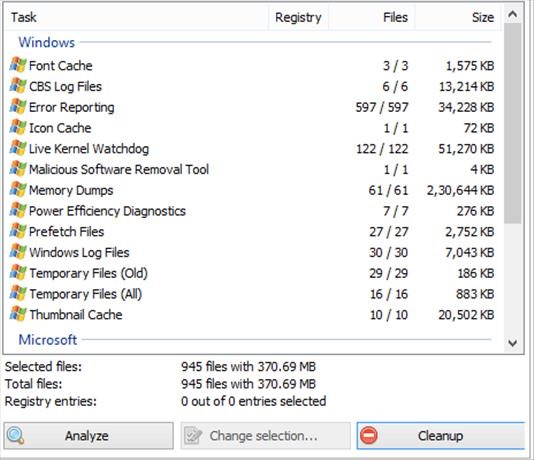 Task Registry Files Size
Windows
Font Cache 3 / 3 1,575 KB
CBS Log Files 6 / 6 13,214 KB
Error Reporting 597 / 597 34,228 KB
Icon Cache 1 / 1 72 KB
Live Kernel Watchdog 122 / 122 51,270 KB
Malicious Software Removal Tool 1 / 1 4 KB
Memory Dumps 61 / 61 2,30,644 KB
Power Efficiency Diagnostics 7 / 7 276 KB
Prefetch Files 27 / 27 2,752 KB
Windows Log Files 30 / 30 7,043 KB
Temporary Files (Old) 29 / 29 186 KB
Temporary Files (All) 16 / 16 883 KB
Thumbnail Cache 10 / 10 20,502 KB
Microsoft
Selected files: 945 files with 370.69 MB
Total files: 945 files with 370.69 MB
Registry entries: 0 out of 0 entries selected
Analyze Change selection... Cleanup